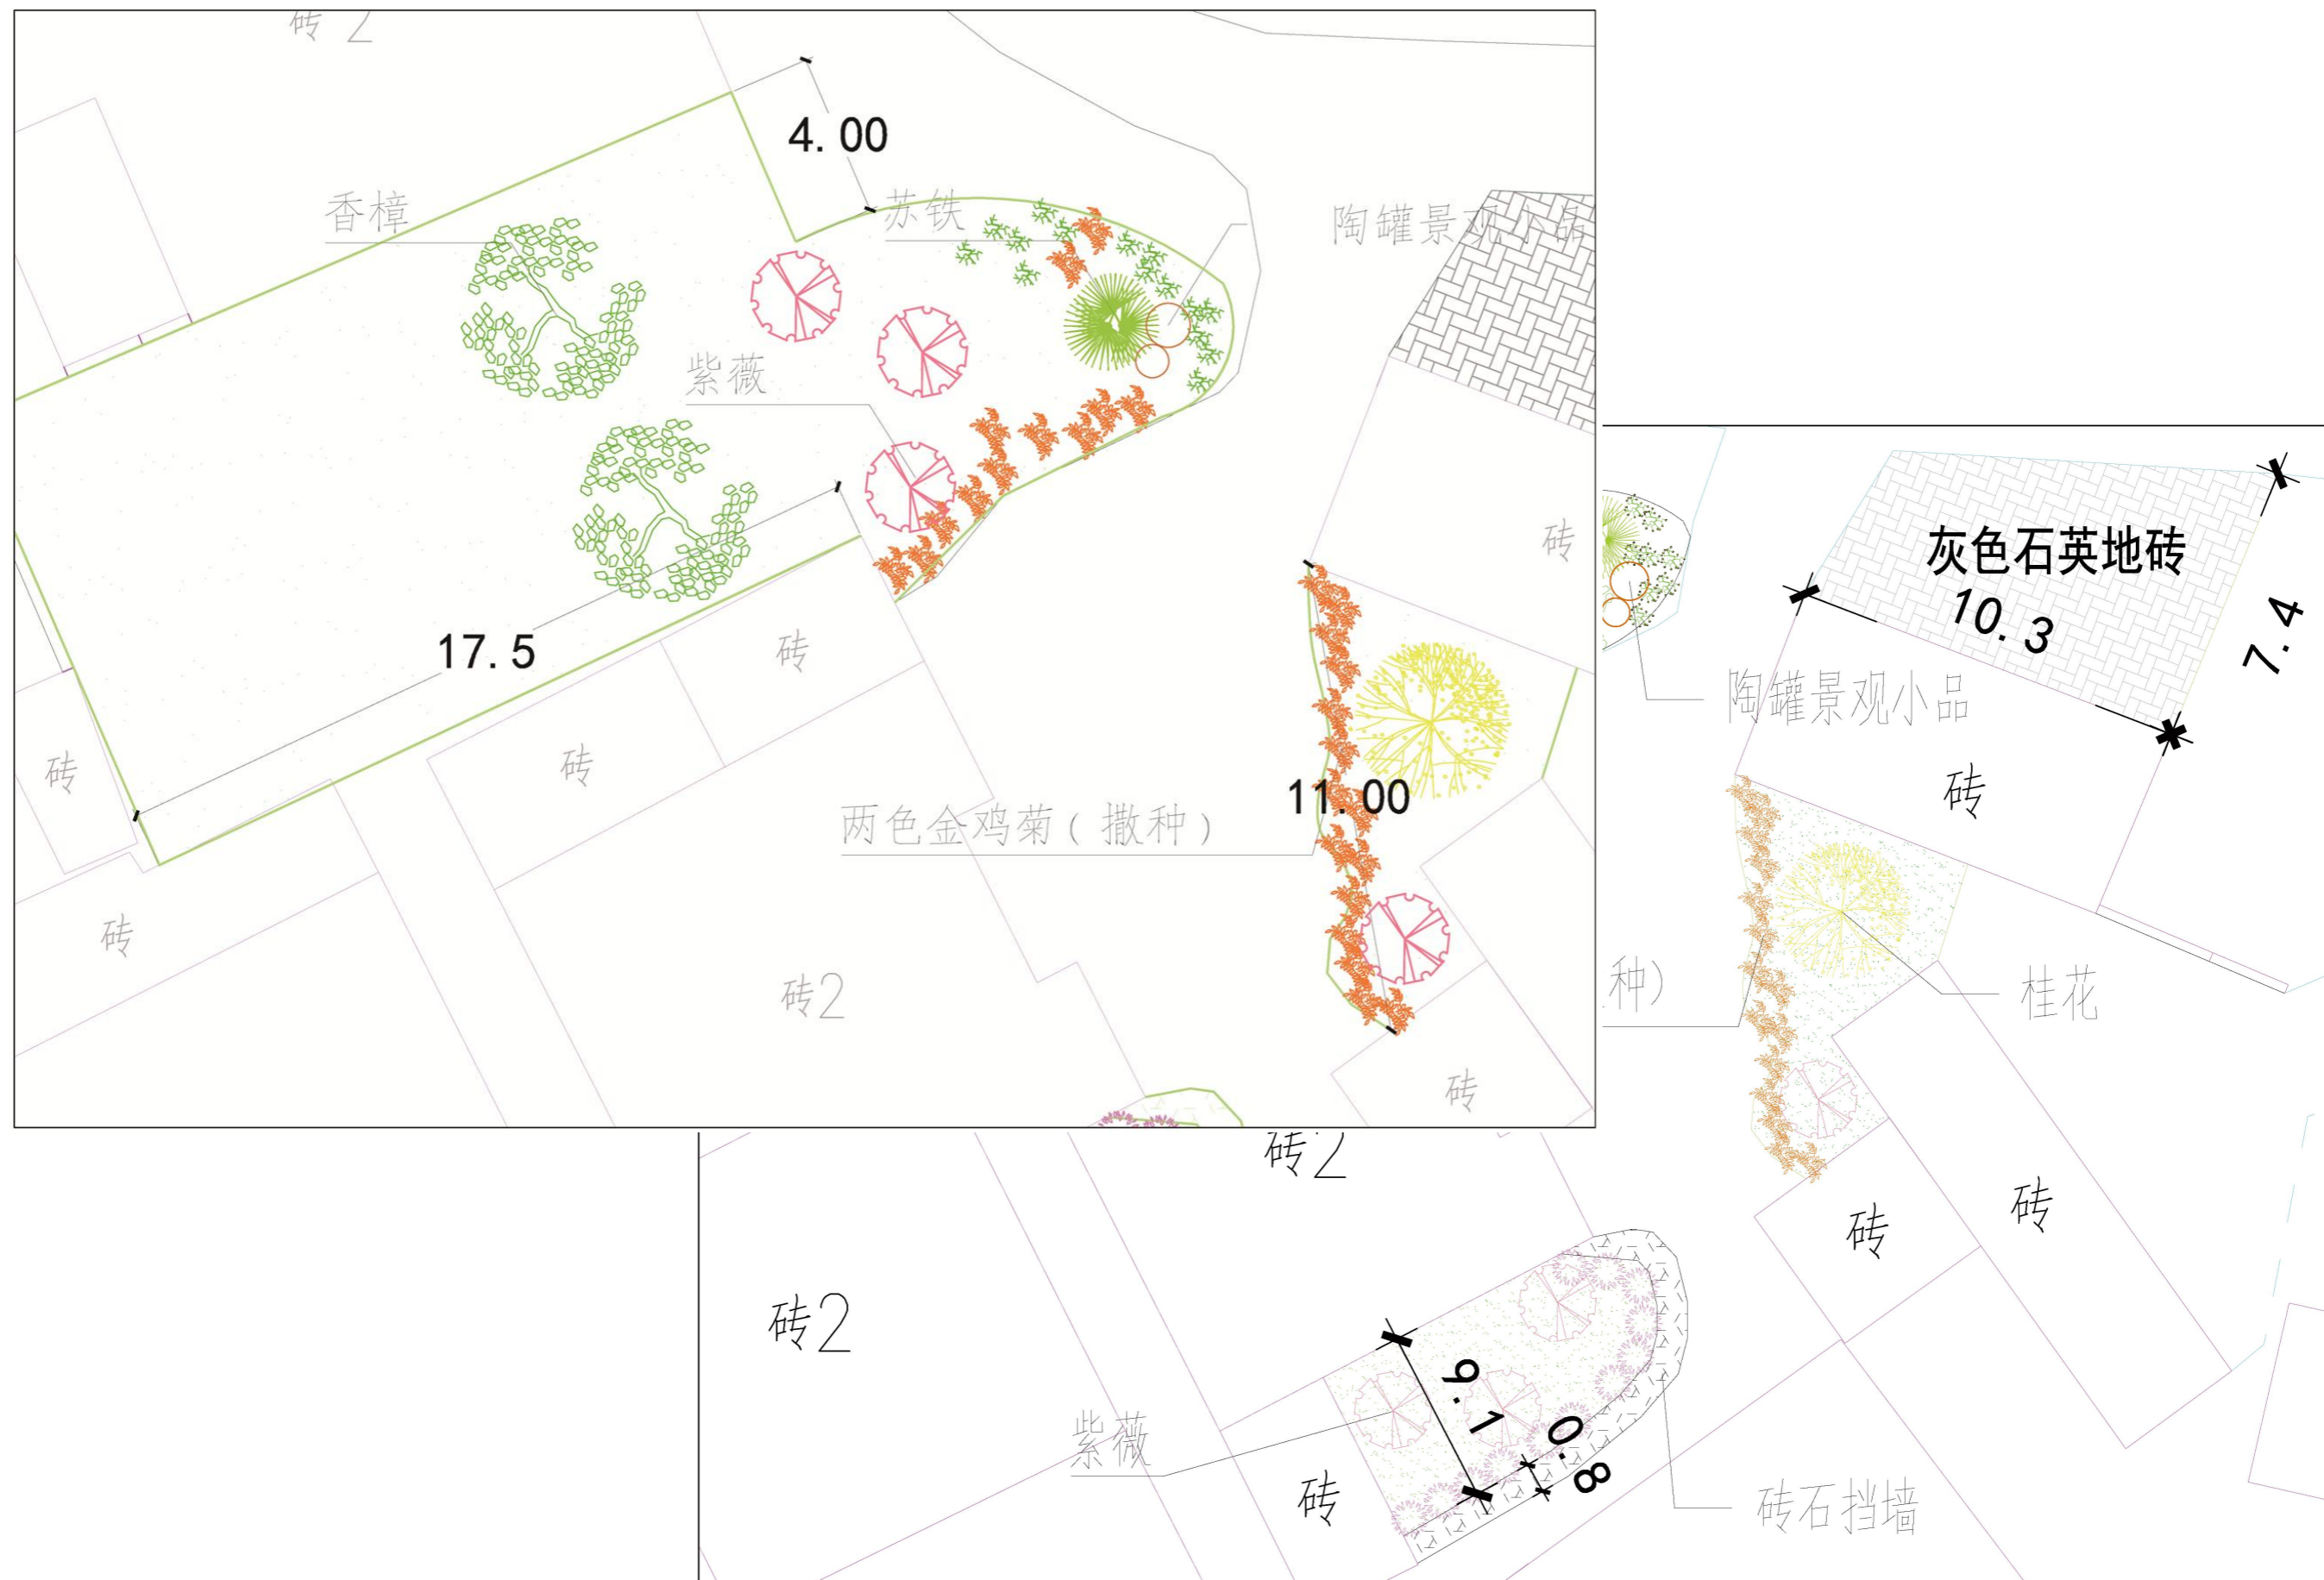 砖2
4.00
香樟
苏铁
陶罐景观小品
紫薇
砖
17.5
砖
砖
砖
11.00
两色金鸡菊(撒种)
砖
砖2
砖
灰色石英地砖
10.3
7.4
陶罐景观小品
砖
种)
桂花
砖
砖
砖2
砖2
9.1
0.8
紫薇
砖
砖石挡墙